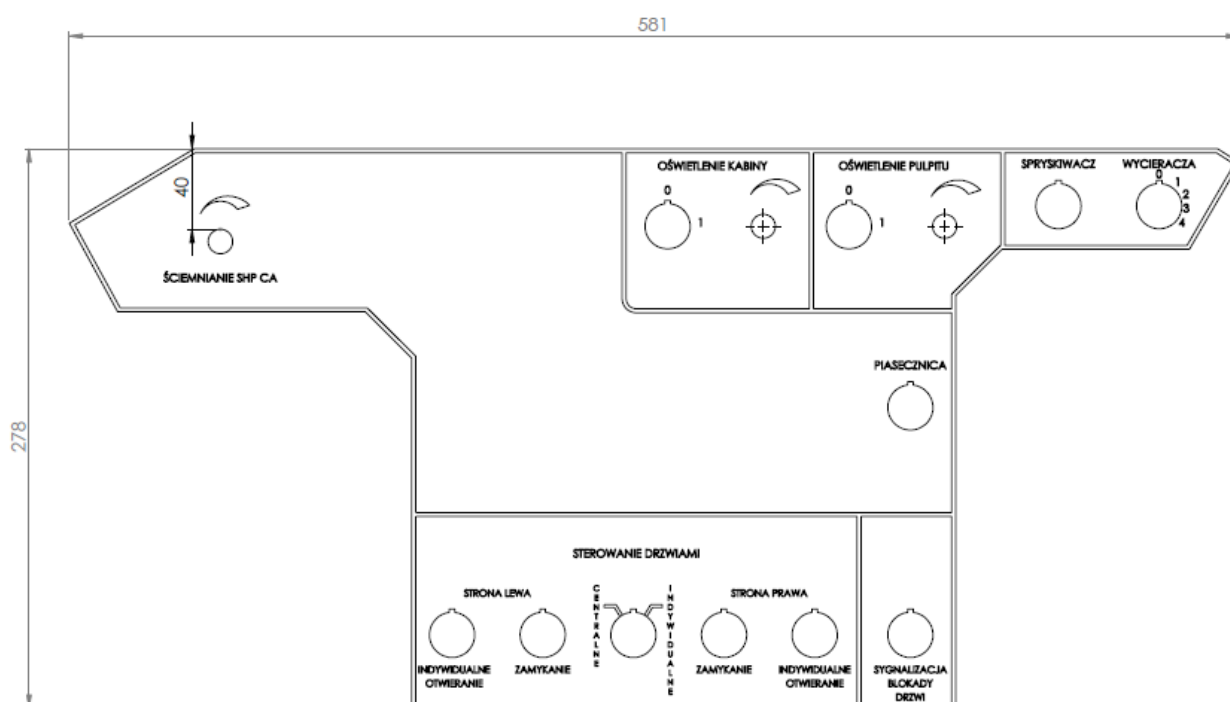 581
40
278
ŚCIEMNIANIE SHP CA
OŚWIETLENIE KABINY
0
1
OŚWIETLENIE PULPITU
0
1
SPRYSKIWACZ
WYCIERACZA
0
1
2
3
4
PIASECZNICA
STEROWANIE DRZWIAMI
STRONA LEWA
INDYWIDUALNE
OTWIERANIE
ZAMYKANIE
CENTRALNE
INDYWIDUALNE
STRONA PRAWA
ZAMYKANIE
INDYWIDUALNE
OTWIERANIE
SYGNALIZACJA
BLOKADY
DRZWI